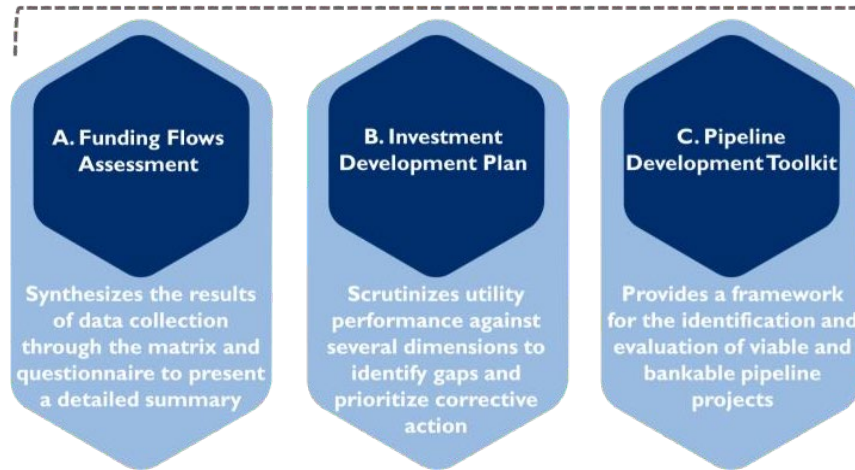 A. Funding Flows
Assessment
Synthesizes the results
of data collection
through the matrix and
questionnaire to present
a detailed summary
B. Investment
Development Plan
Scrutinizes utility
performance against
several dimensions to
identify gaps and
prioritize corrective
action
C. Pipeline
Development Toolkit
Provides a framework
for the identification and
evaluation of viable and
bankable pipeline
projects